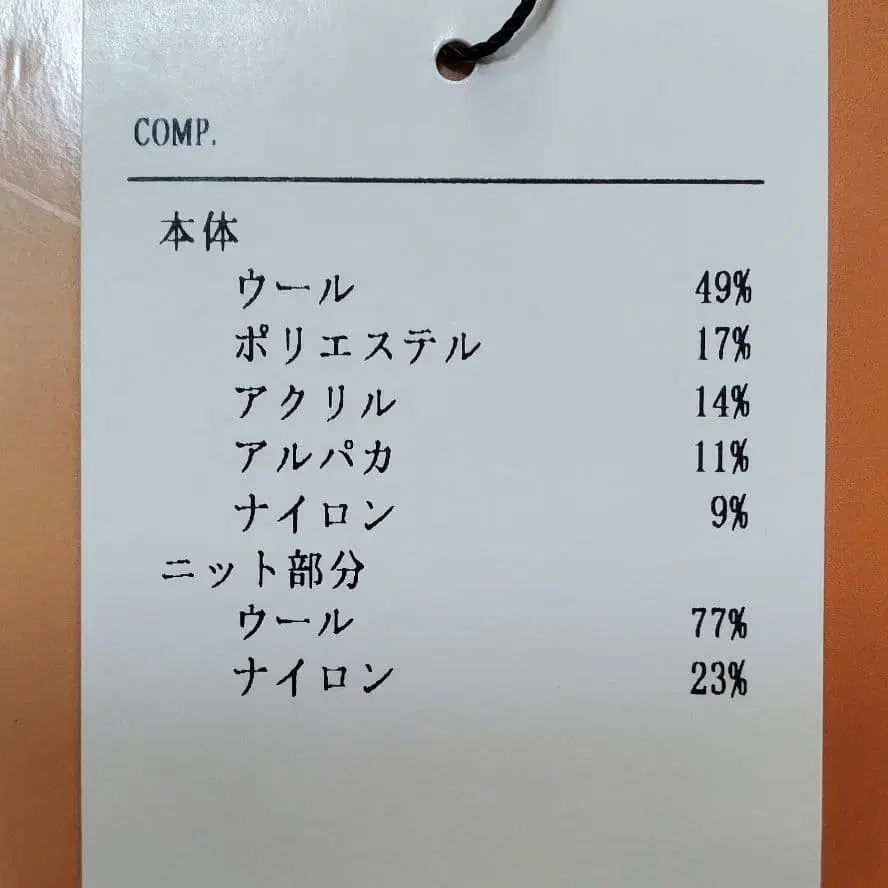 COMP.
本体
ウール 49%
ポリエステル 17%
アクリル 14%
アルパカ 11%
ナイロン 9%
ニット部分
ウール 77%
ナイロン 23%